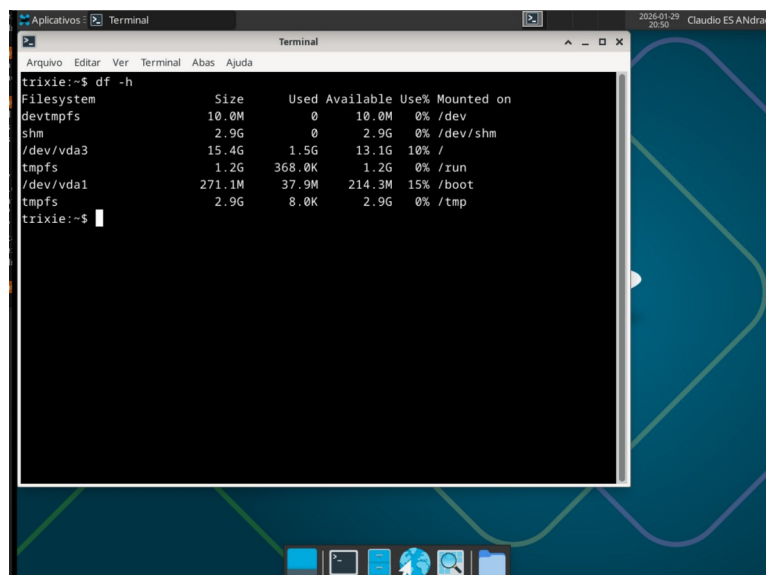 Aplicativos Terminal 2026-01-29 20:50 Claudio ES ANdra
Terminal
Arquivo Editar Ver Terminal Abas Ajuda
trixie:~$ df -h
Filesystem Size Used Available Use% Mounted on
devtmpfs 10.0M 0 10.0M 0% /dev
shm 2.9G 0 2.9G 0% /dev/shm
/dev/vda3 15.4G 1.5G 13.1G 10% /
tmpfs 1.2G 368.0K 1.2G 0% /run
/dev/vda1 271.1M 37.9M 214.3M 15% /boot
tmpfs 2.9G 8.0K 2.9G 0% /tmp
trixie:~$